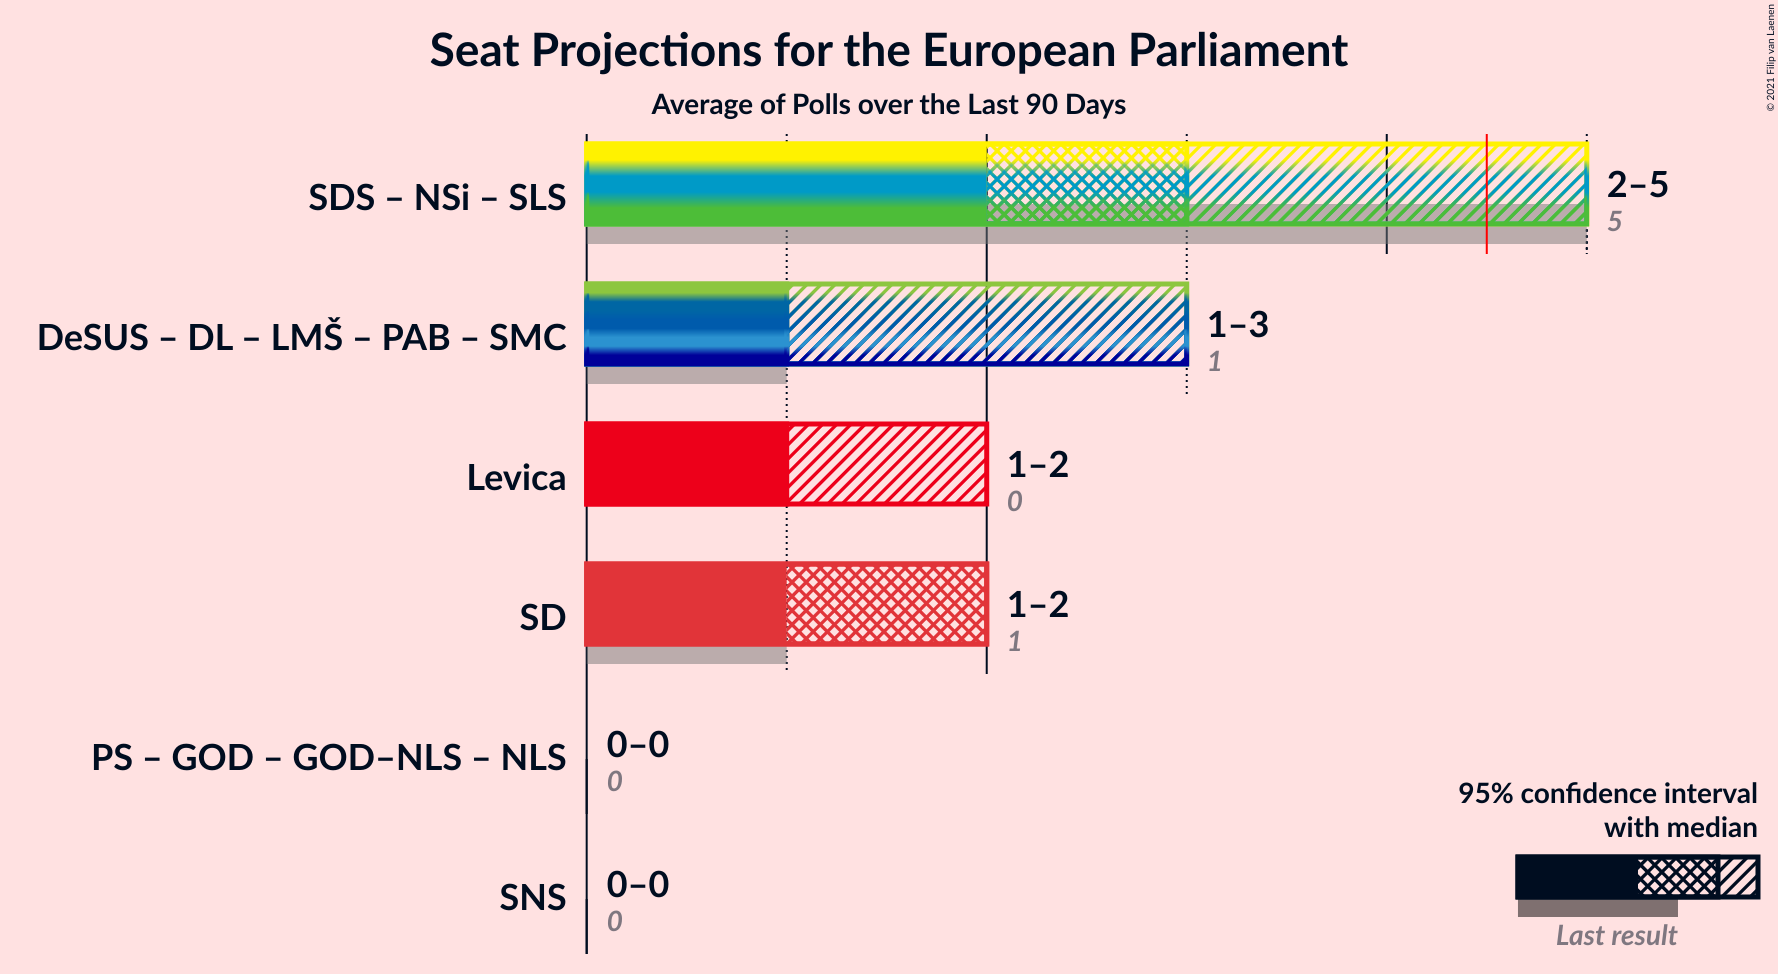 Seat Projections for the European Parliament
Average of Polls over the Last 90 Days
© 2021 Filip van Laenen
SDS – NSi – SLS
2–5
5
DeSUS – DL – LMŠ – PAB – SMC
1–3
1
Levica
1–2
0
SD
1–2
1
PS – GOD – GOD–NLS – NLS
0–0
0
SNS
0–0
0
95% confidence interval
with median
Last result